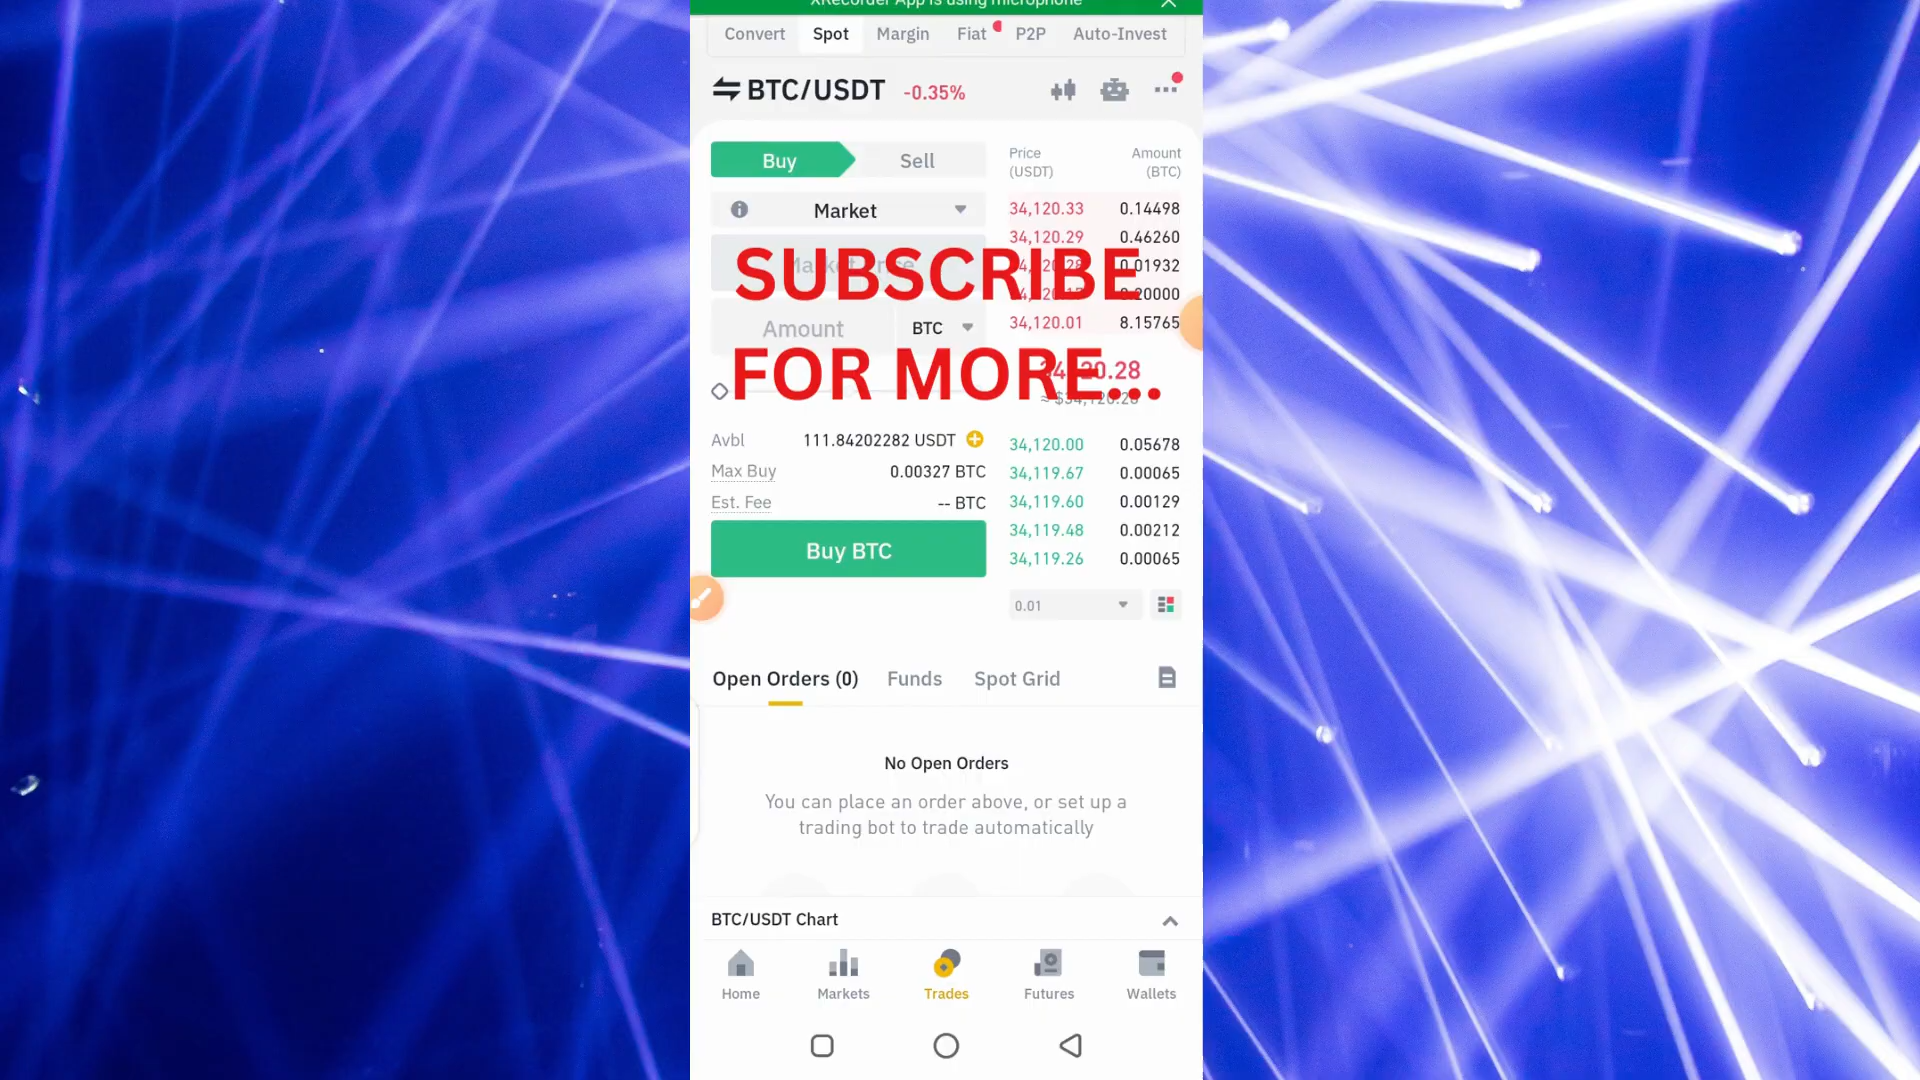 XRecorder App is using microphone
Convert Spot Margin Fiat P2P Auto-Invest
BTC/USDT -0.35%
Buy Sell
Price (USDT) Amount (BTC)
Market
34,120.33 0.14498
34,120.29 0.46260
SUBSCRIBE
0.01932
34,120.01 8.15765
Amount BTC
FOR MORE...
Avbl 111.84202282 USDT
Max Buy 0.00327 BTC
Est. Fee -- BTC
Buy BTC
34,120.00 0.05678
34,119.67 0.00065
34,119.60 0.00129
34,119.48 0.00212
34,119.26 0.00065
0.01
Open Orders (0) Funds Spot Grid
No Open Orders
You can place an order above, or set up a
trading bot to trade automatically
BTC/USDT Chart
Home Markets Trades Futures Wallets